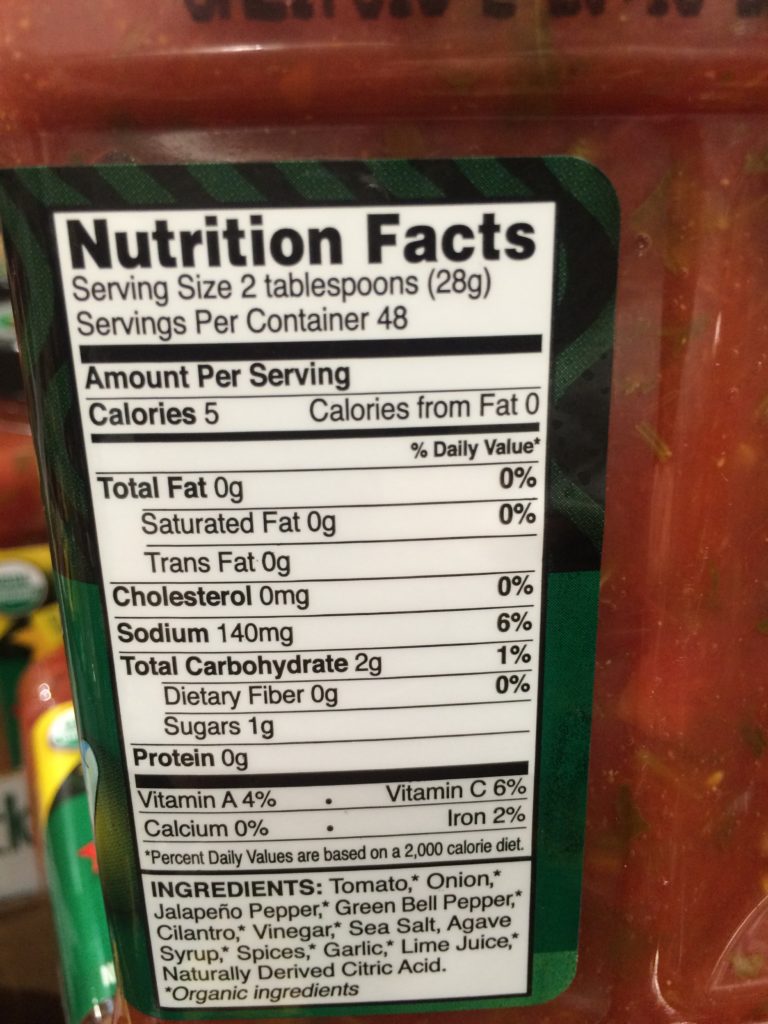 Nutrition Facts
Serving Size 2 tablespoons (28g)
Servings Per Container 48
Amount Per Serving
Calories 5 Calories from Fat 0
% Daily Value*
Total Fat 0g 0%
Saturated Fat 0g 0%
Trans Fat 0g
Cholesterol 0mg 0%
Sodium 140mg 6%
Total Carbohydrate 2g 1%
Dietary Fiber 0g 0%
Sugars 1g
Protein 0g
Vitamin A 4% • Vitamin C 6%
Calcium 0% • Iron 2%
*Percent Daily Values are based on a 2,000 calorie diet.
INGREDIENTS: Tomato,* Onion,*
Jalapeño Pepper,* Green Bell Pepper,*
Cilantro,* Vinegar,* Sea Salt, Agave
Syrup,* Spices,* Garlic,* Lime Juice,*
Naturally Derived Citric Acid.
*Organic ingredients